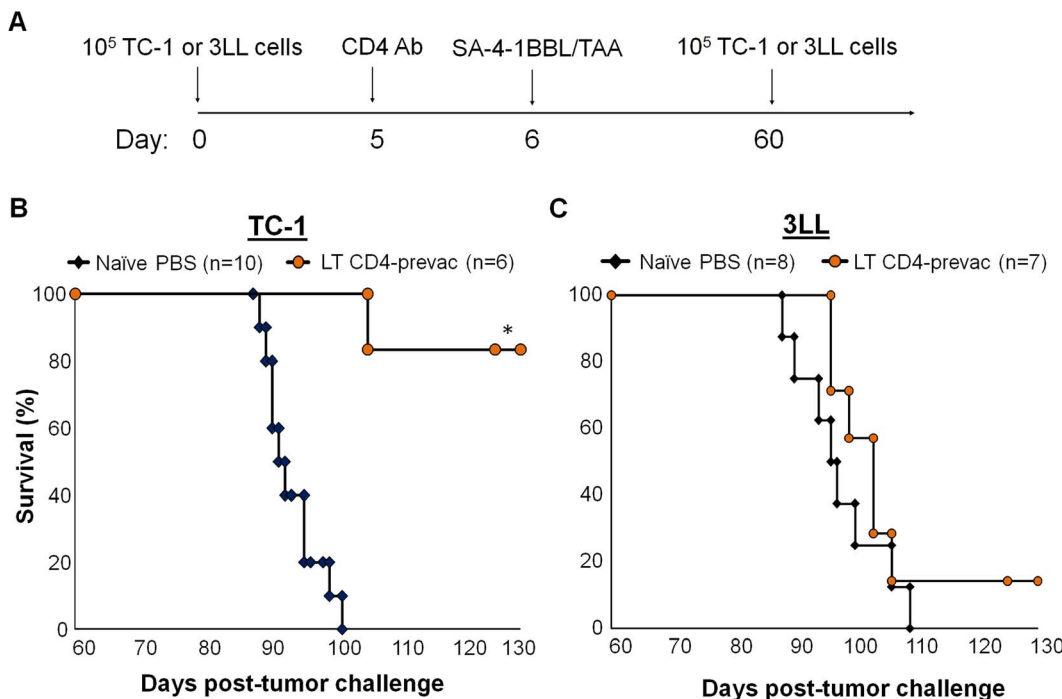 A
10⁵ TC-1 or 3LL cells CD4 Ab SA-4-1BBL/TAA 10⁵ TC-1 or 3LL cells
Day: 0 5 6 60
B
TC-1
Naïve PBS (n=10) LT CD4-prevac (n=6)
100
80
60
40
20
0
Survival (%)
*
60 70 80 90 100 110 120 130
Days post-tumor challenge
C
3LL
Naïve PBS (n=8) LT CD4-prevac (n=7)
100
80
60
40
20
0
60 70 80 90 100 110 120 130
Days post-tumor challenge